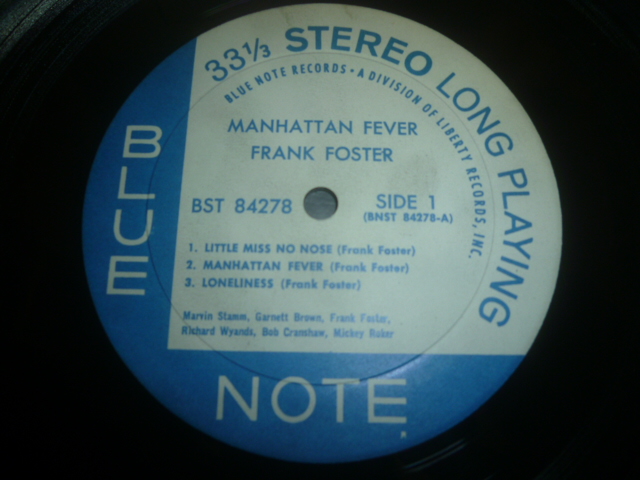 33 1/3 STEREO LONG PLAYING
BLUE NOTE RECORDS • A DIVISION OF LIBERTY RECORDS, INC.
MANHATTAN FEVER
FRANK FOSTER
BST 84278
SIDE 1
(BNST 84278-A)
1. LITTLE MISS NO NOSE (Frank Foster)
2. MANHATTAN FEVER (Frank Foster)
3. LONELINESS (Frank Foster)
Marvin Stamm, Garnett Brown, Frank Foster,
Richard Wyands, Bob Cranshaw, Mickey Roker
BLUE
NOTE
R